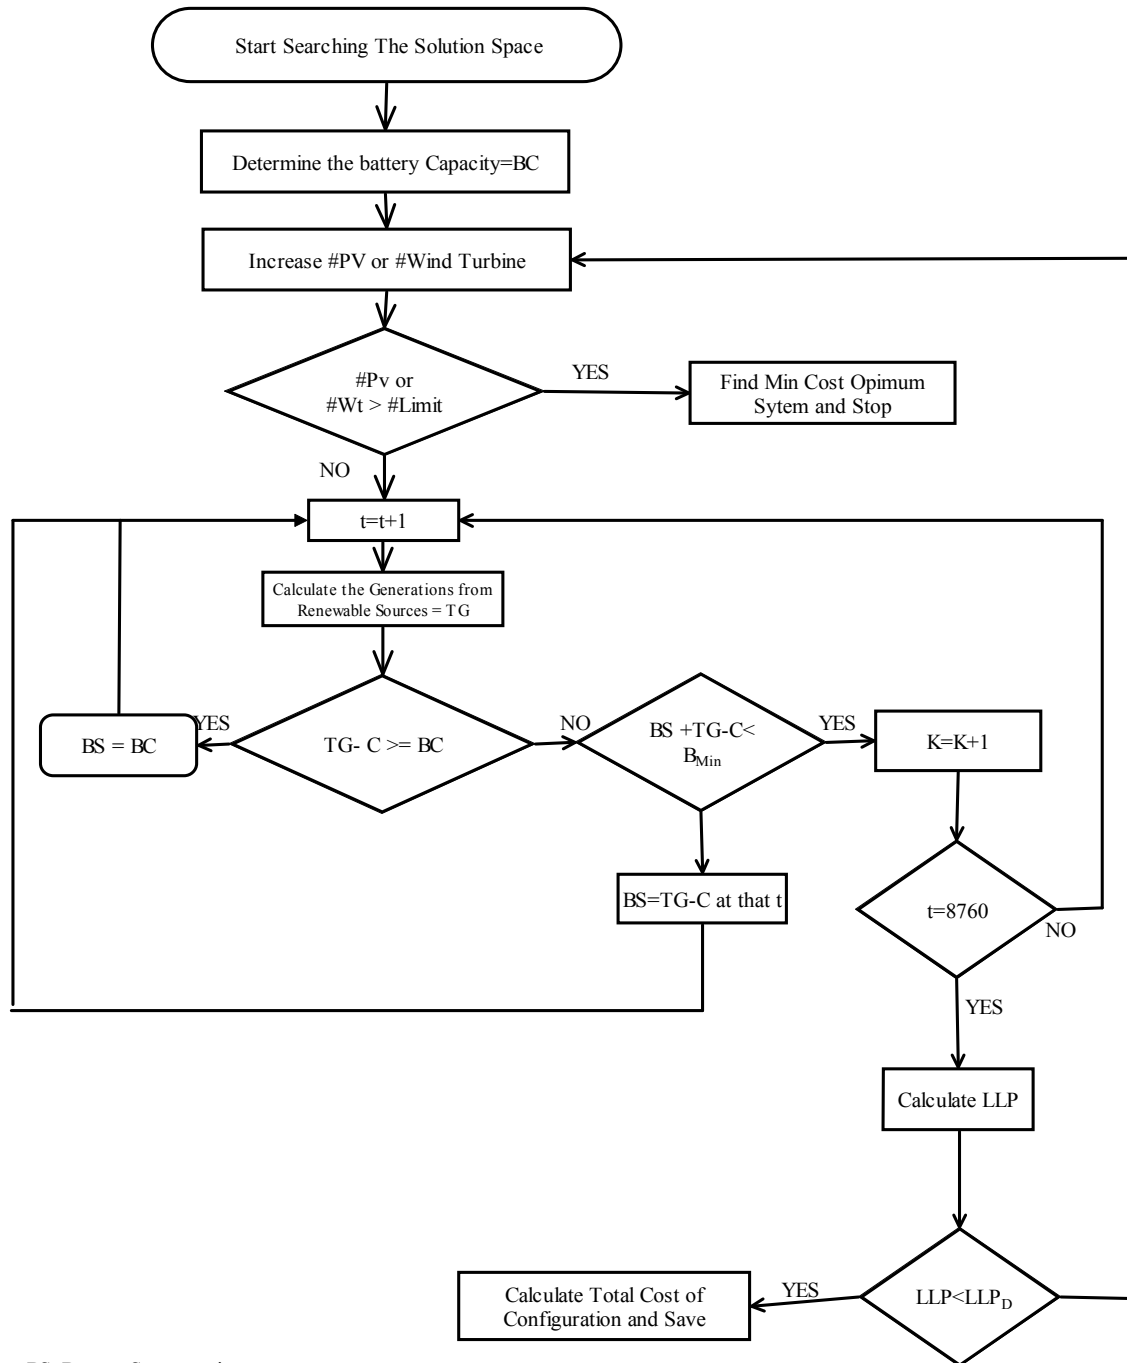 Start Searching The Solution Space
Determine the battery Capacity=BC
Increase #PV or #Wind Turbine
#Pv or
#Wt > #Limit
YES
Find Min Cost Opimum
Sytem and Stop
NO
t=t+1
Calculate the Generations from
Renewable Sources = TG
BS = BC
YES
TG- C >= BC
NO
BS +TG-C<
BMin
YES
K=K+1
BS=TG-C at that t
t=8760
NO
YES
Calculate LLP
Calculate Total Cost of
Configuration and Save
YES
LLP<LLPD